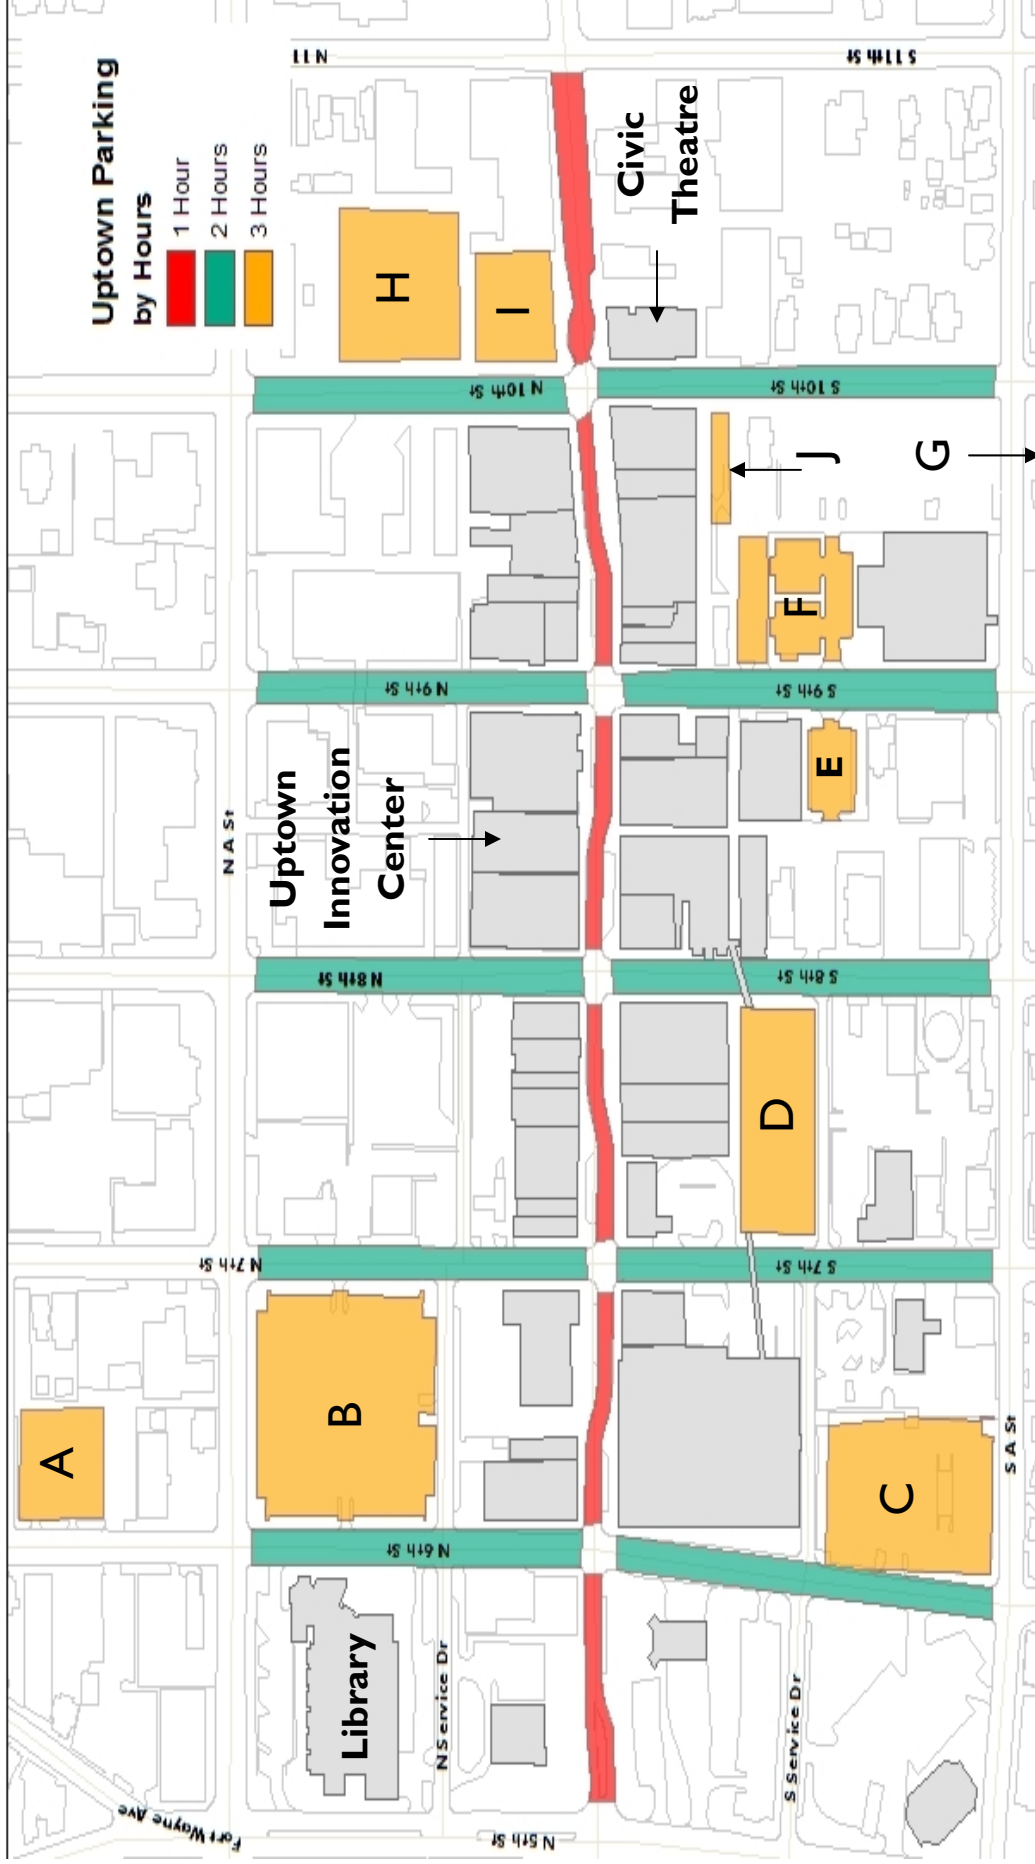 Uptown Parking
by Hours
1 Hour
2 Hours
3 Hours
N 11
S 11th St
H
I
Civic
Theatre
N 10th St
S 10th St
J
G
F
N 9th St
S 9th St
N A St
Uptown
Innovation
Center
E
N 8th St
S 8th St
D
N 7th St
S 7th St
A
B
C
S A St
N 6th St
Library
N Service Dr
S Service Dr
Fort Wayne Ave
N 5th St